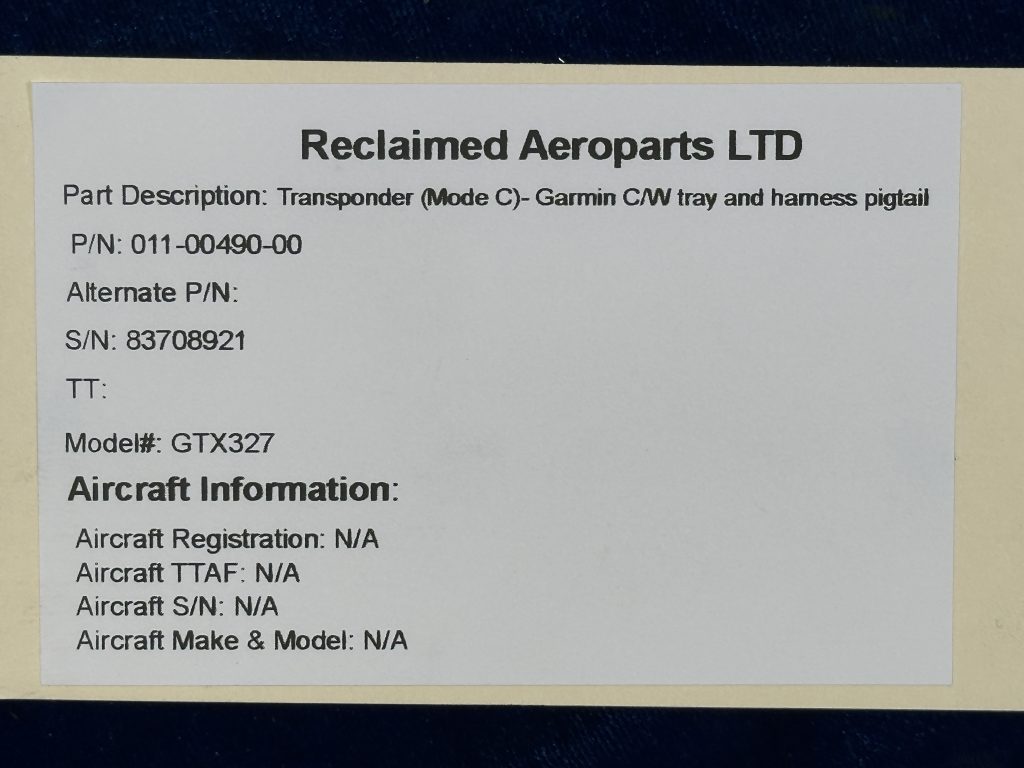 Reclaimed Aeroparts LTD
Part Description: Transponder (Mode C)- Garmin C/W tray and harness pigtail
P/N: 011-00490-00
Alternate P/N:
S/N: 83708921
TT:
Model#: GTX327
Aircraft Information:
Aircraft Registration: N/A
Aircraft TTAF: N/A
Aircraft S/N: N/A
Aircraft Make & Model: N/A